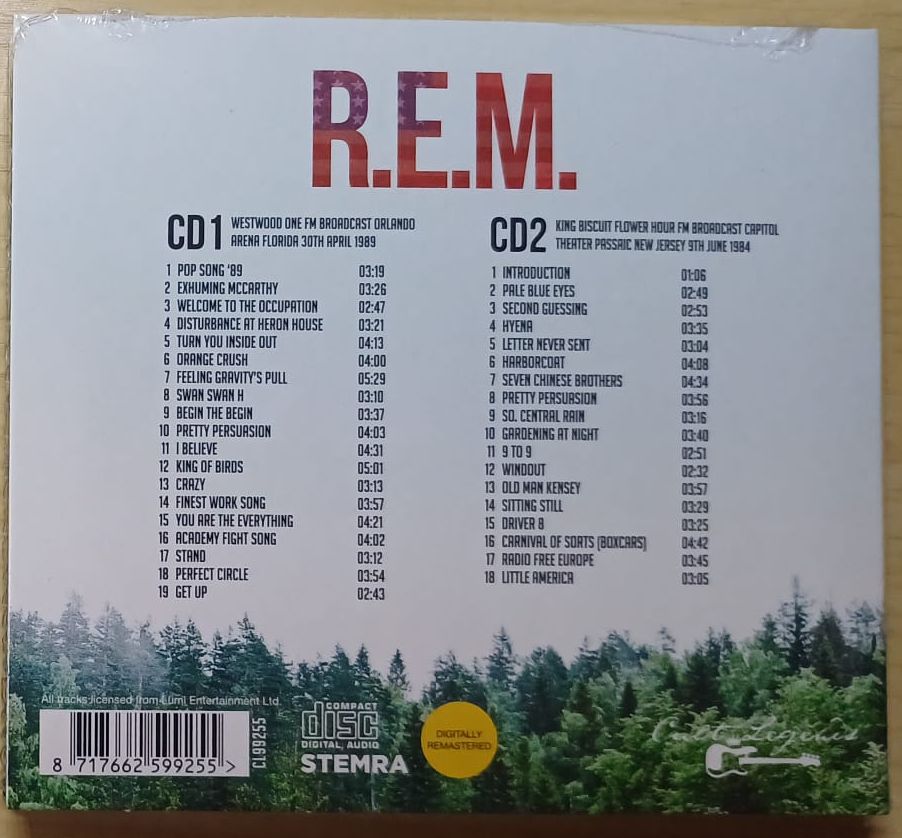 R.E.M.
CD1 WESTWOOD ONE FM BROADCAST ORLANDO
ARENA FLORIDA 30TH APRIL 1989
1 POP SONG '89 03:19
2 EXHUMING MCCARTHY 03:26
3 WELCOME TO THE OCCUPATION 02:47
4 DISTURBANCE AT HERON HOUSE 03:21
5 TURN YOU INSIDE OUT 04:13
6 ORANGE CRUSH 04:00
7 FEELING GRAVITY'S PULL 05:29
8 SWAN SWAN H 03:10
9 BEGIN THE BEGIN 03:37
10 PRETTY PERSUASION 04:03
11 I BELIEVE 04:31
12 KING OF BIRDS 05:01
13 CRAZY 03:13
14 FINEST WORK SONG 03:57
15 YOU ARE THE EVERYTHING 04:21
16 ACADEMY FIGHT SONG 04:02
17 STAND 03:12
18 PERFECT CIRCLE 03:54
19 GET UP 02:43
CD2 KING BISCUIT FLOWER HOUR FM BROADCAST CAPITOL
THEATER PASSAIC NEW JERSEY 9TH JUNE 1984
1 INTRODUCTION 01:06
2 PALE BLUE EYES 02:49
3 SECOND GUESSING 02:53
4 HYENA 03:35
5 LETTER NEVER SENT 03:04
6 HARBORCOAT 04:08
7 SEVEN CHINESE BROTHERS 04:34
8 PRETTY PERSUASION 03:56
9 SO. CENTRAL RAIN 03:16
10 GARDENING AT NIGHT 03:40
11 9 TO 9 02:51
12 WINDOUT 02:32
13 OLD MAN KENSEY 03:57
14 SITTING STILL 03:29
15 DRIVER 8 03:25
16 CARNIVAL OF SORTS (BOXCARS) 04:42
17 RADIO FREE EUROPE 03:45
18 LITTLE AMERICA 03:05
All tracks licensed from Lumi Entertainment Ltd.
8 717662 599255 >
CL99255
COMPACT
disc
DIGITAL AUDIO
STEMRA
DIGITALLY
REMASTERED
Legends